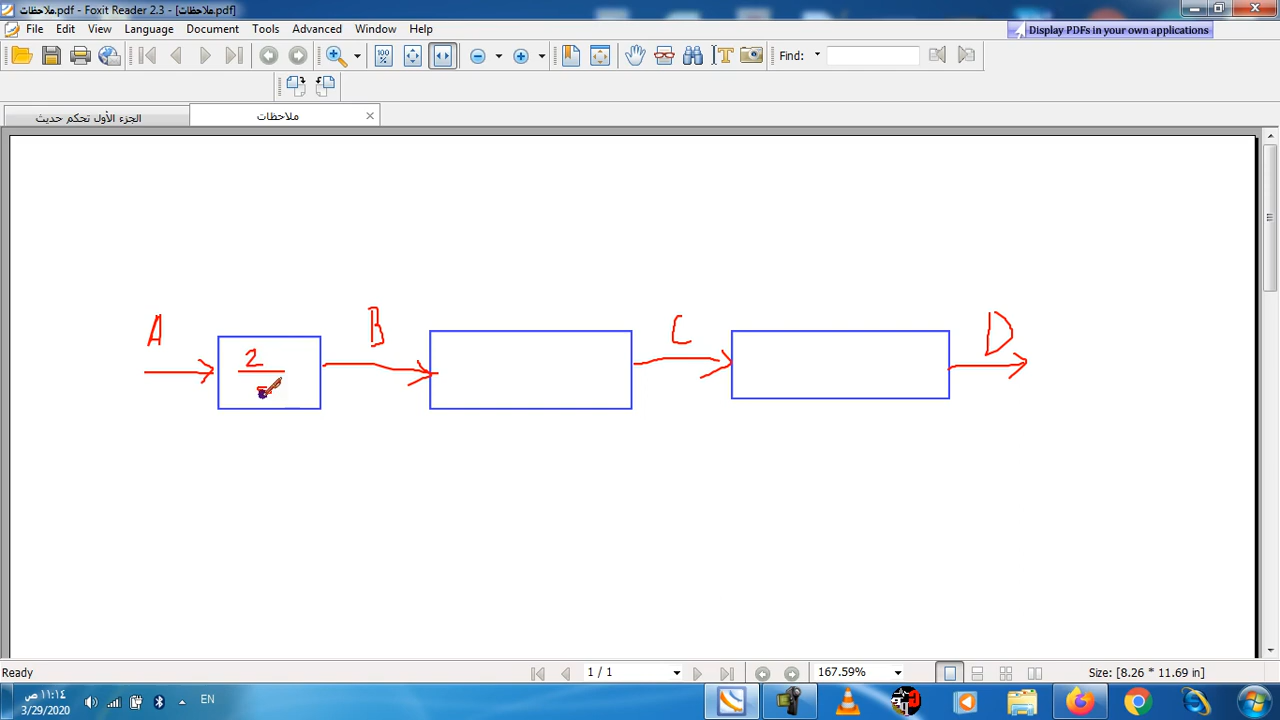 ملاحظات.pdf - Foxit Reader 2.3 - [ملاحظات.pdf]
File Edit View Language Document Tools Advanced Window Help
Display PDFs in your own applications
Find:
الجزء الأول تحكم حديث
ملاحظات
A
B
C
D
2
Ready
1 / 1
167.59%
Size: [8.26 * 11.69 in]
١١:١٤ ص
3/29/2020
EN